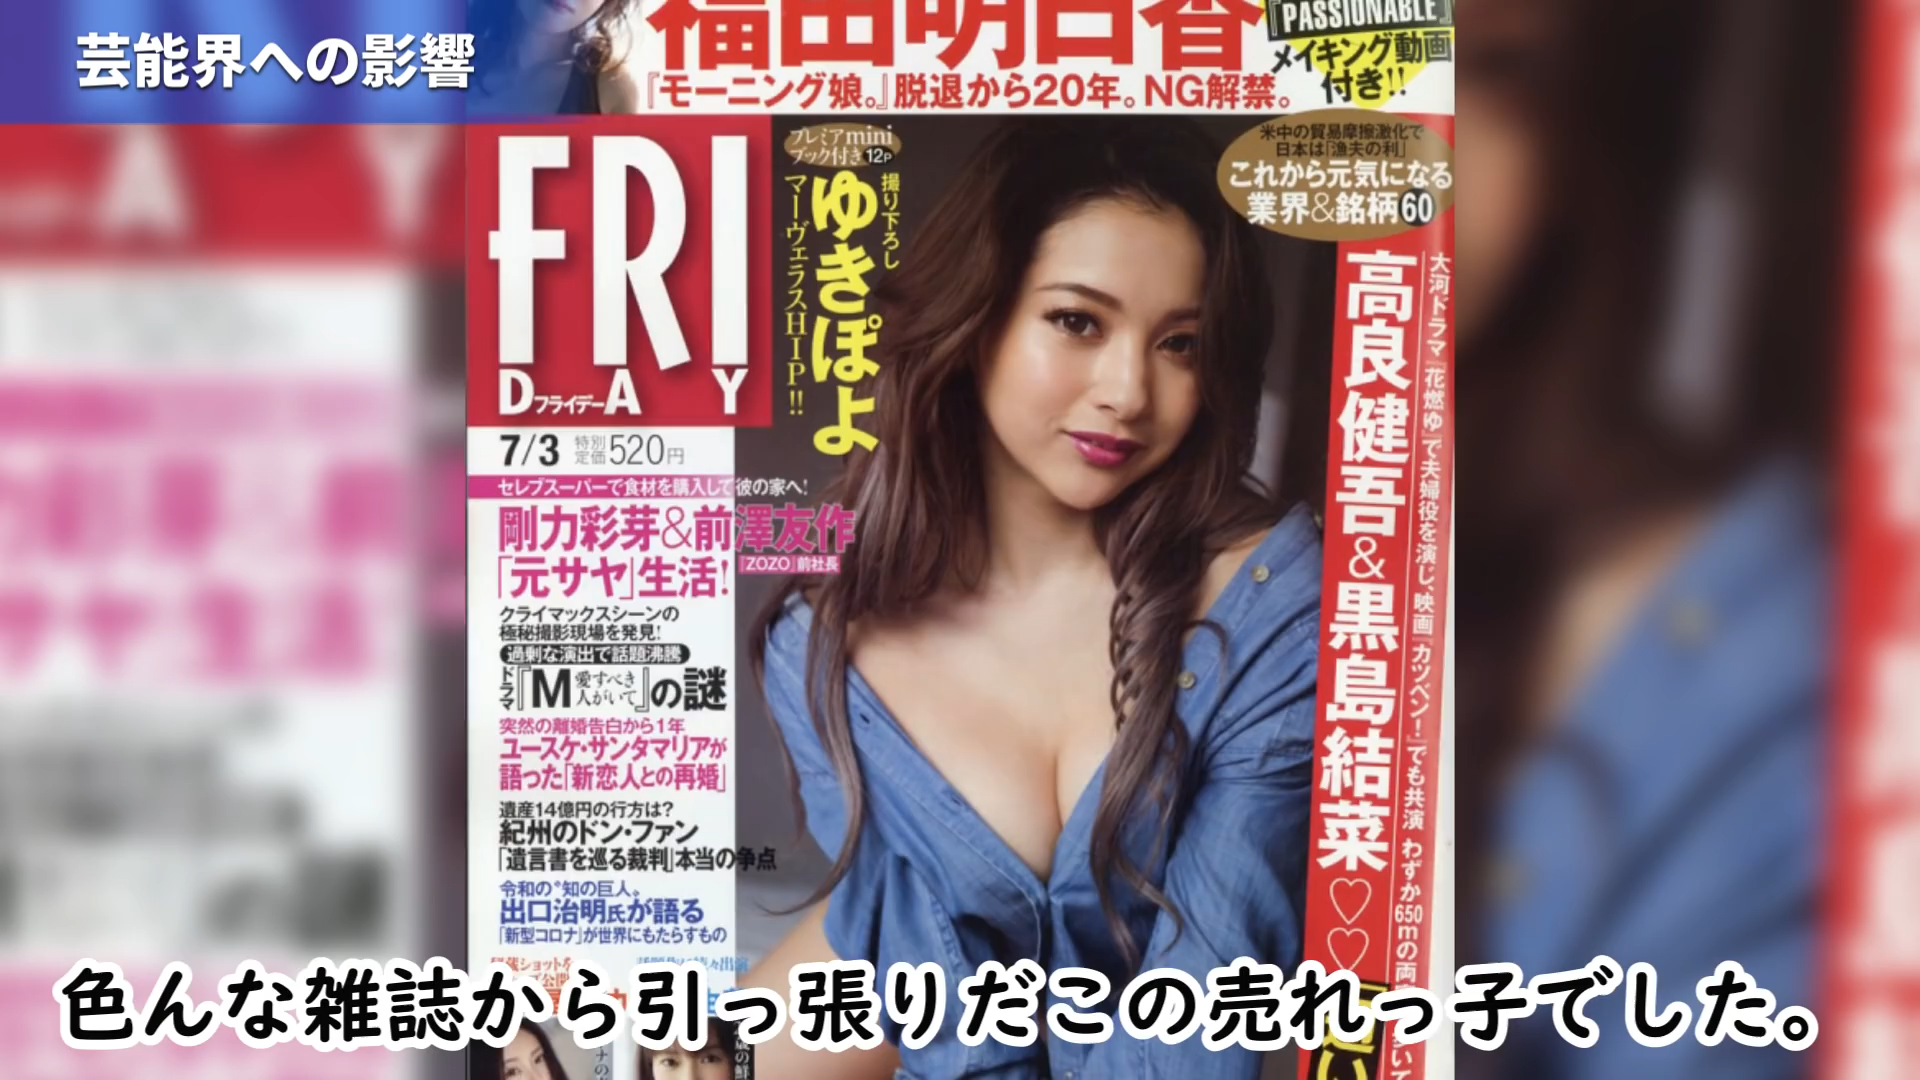 芸能界への影響
福田明日香
『PASSIONABLE』
メイキング動画
付き!!
『モーニング娘。』脱退から20年。NG解禁。
FRI
DAY
フライデー
プレミアmini
ブック付き12P
撮り下ろし
ゆきぽよ
マーヴェラスHIP!!
米中の貿易摩擦激化で
日本は「漁夫の利」
これから元気になる
業界&銘柄60
大河ドラマ『花燃ゆ』で夫婦役を演じ、映画『カツベン!』でも共演 わずか650mの両
高良健吾&黒島結菜♡♡
7/3 特別定価520円
セレブスーパーで食材を購入して彼の家へ!
剛力彩芽&前澤友作
『ZOZO』前社長
「元サヤ」生活!
クライマックスシーンの
極秘撮影現場を発見!
過剰な演出で話題沸騰
ドラマ『M 愛すべき人がいて』の謎
突然の離婚告白から1年
ユースケ・サンタマリアが
語った「新恋人との再婚」
遺産14億円の行方は?
紀州のドン・ファン
「遺言書を巡る裁判」本当の争点
令和の"知の巨人"
出口治明氏が語る
「新型コロナ」が世界にもたらすもの
色んな雑誌から引っ張りだこの売れっ子でした。